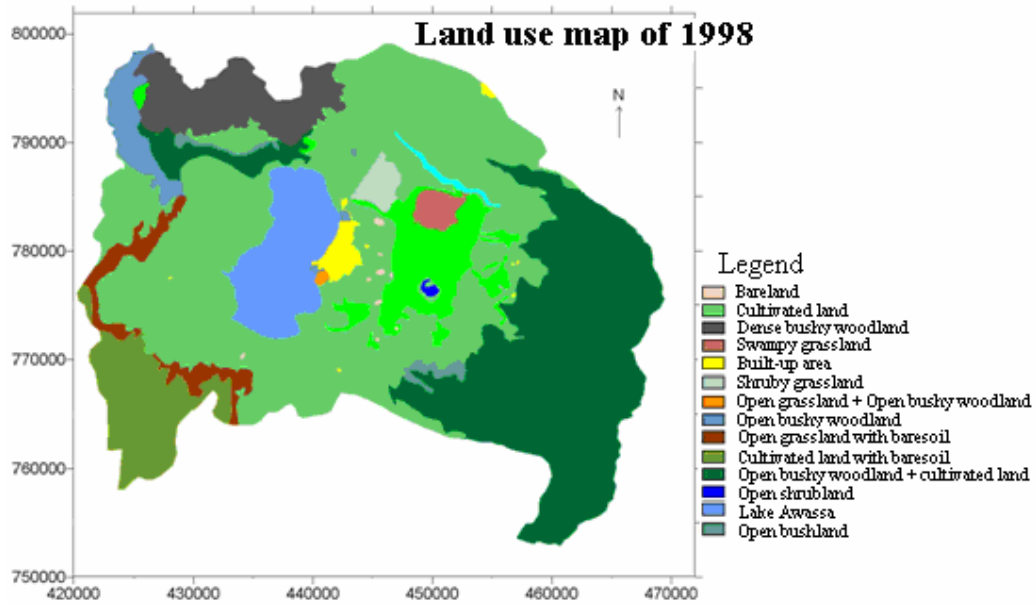 Land use map of 1998
800000
790000
780000
770000
760000
750000
420000 430000 440000 450000 460000 470000
N
Legend
Bareland
Cultivated land
Dense bushy woodland
Swampy grassland
Built-up area
Shruby grassland
Open grassland + Open bushy woodland
Open bushy woodland
Open grassland with baresoil
Cultivated land with baresoil
Open bushy woodland + cultivated land
Open shrubland
Lake Awassa
Open bushland